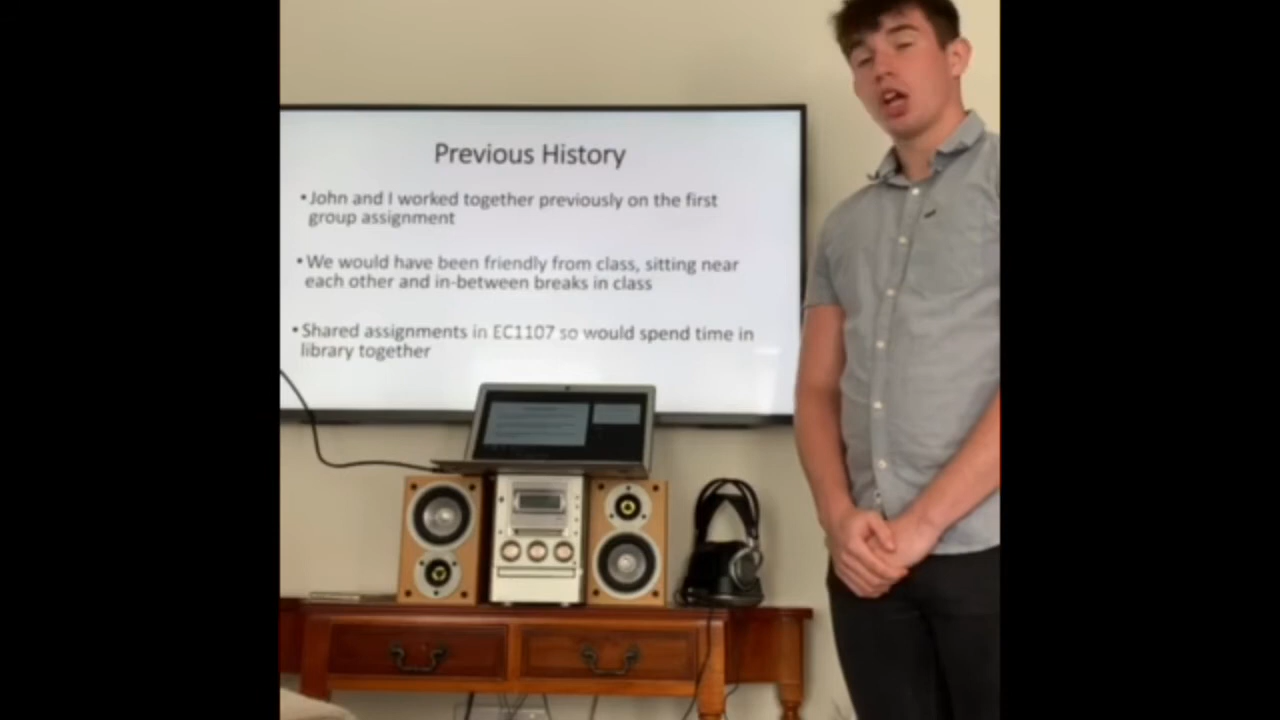 Previous History
•John and I worked together previously on the first
group assignment
•We would have been friendly from class, sitting near
each other and in-between breaks in class
•Shared assignments in EC1107 so would spend time in
library together